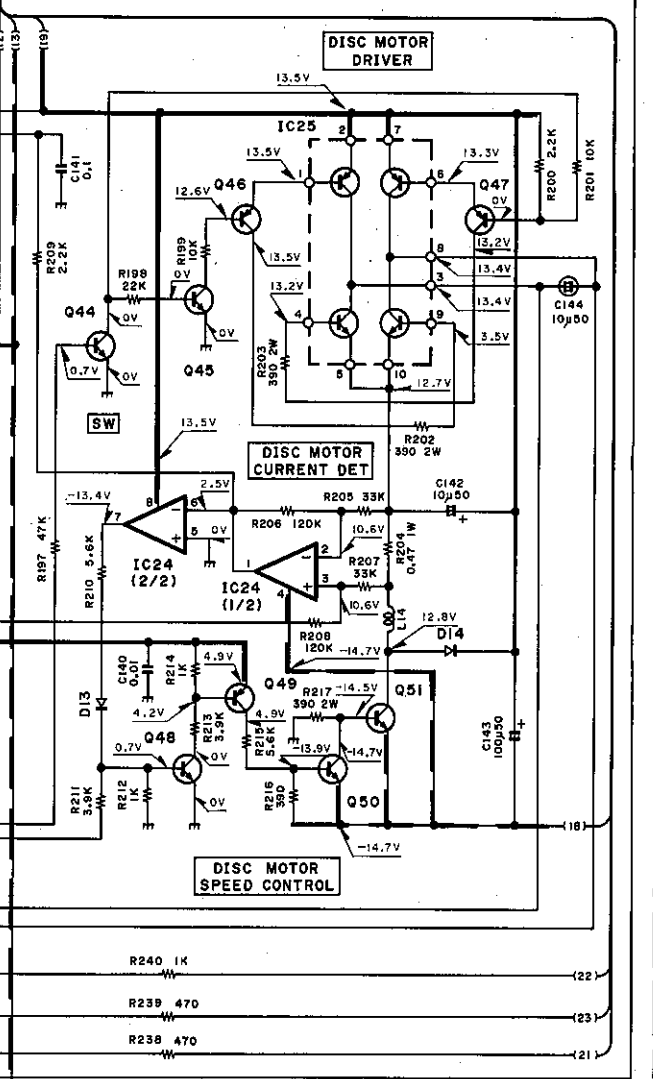 (13)
(19)
DISC MOTOR
DRIVER
13.5V
IC25
2
7
C141
0.1
13.5V
1
13.3V
6
R200 2.2K
R201 10K
Q46
Q47
12.6V
0V
R209
2.2K
R199
10K
13.5V
13.2V
8
13.4V
R198
22K
0V
13.2V
3
13.4V
C144
10µ50
Q44
0V
4
9
0V
3.5V
0.7V
0V
Q45
R203
390 2W
5
10
12.7V
SW
R202
390 2W
13.5V
DISC MOTOR
CURRENT DET
C142
10µ50
-13.4V
2.5V
8
6
R205 33K
7
5
0V
R206 120K
10.6V
R204
0.47 1W
R197 47K
R210 5.6K
IC24
(2/2)
1
2
R207
33K
3
IC24
(1/2)
4
10.6V
L14
12.8V
R208
120K
D14
-14.7V
C140
0.01
R214
1K
4.9V
Q49
R217
390 2W
-14.5V
Q51
D13
4.2V
4.9V
R213
3.9K
R215
5.6K
-14.7V
C143
100µ50
Q48
-13.9V
0.7V
0V
R211
3.9K
R212
1K
R216
390
Q50
0V
(18)
-14.7V
DISC MOTOR
SPEED CONTROL
R240 1K
(22)
R239 470
(23)
R238 470
(21)